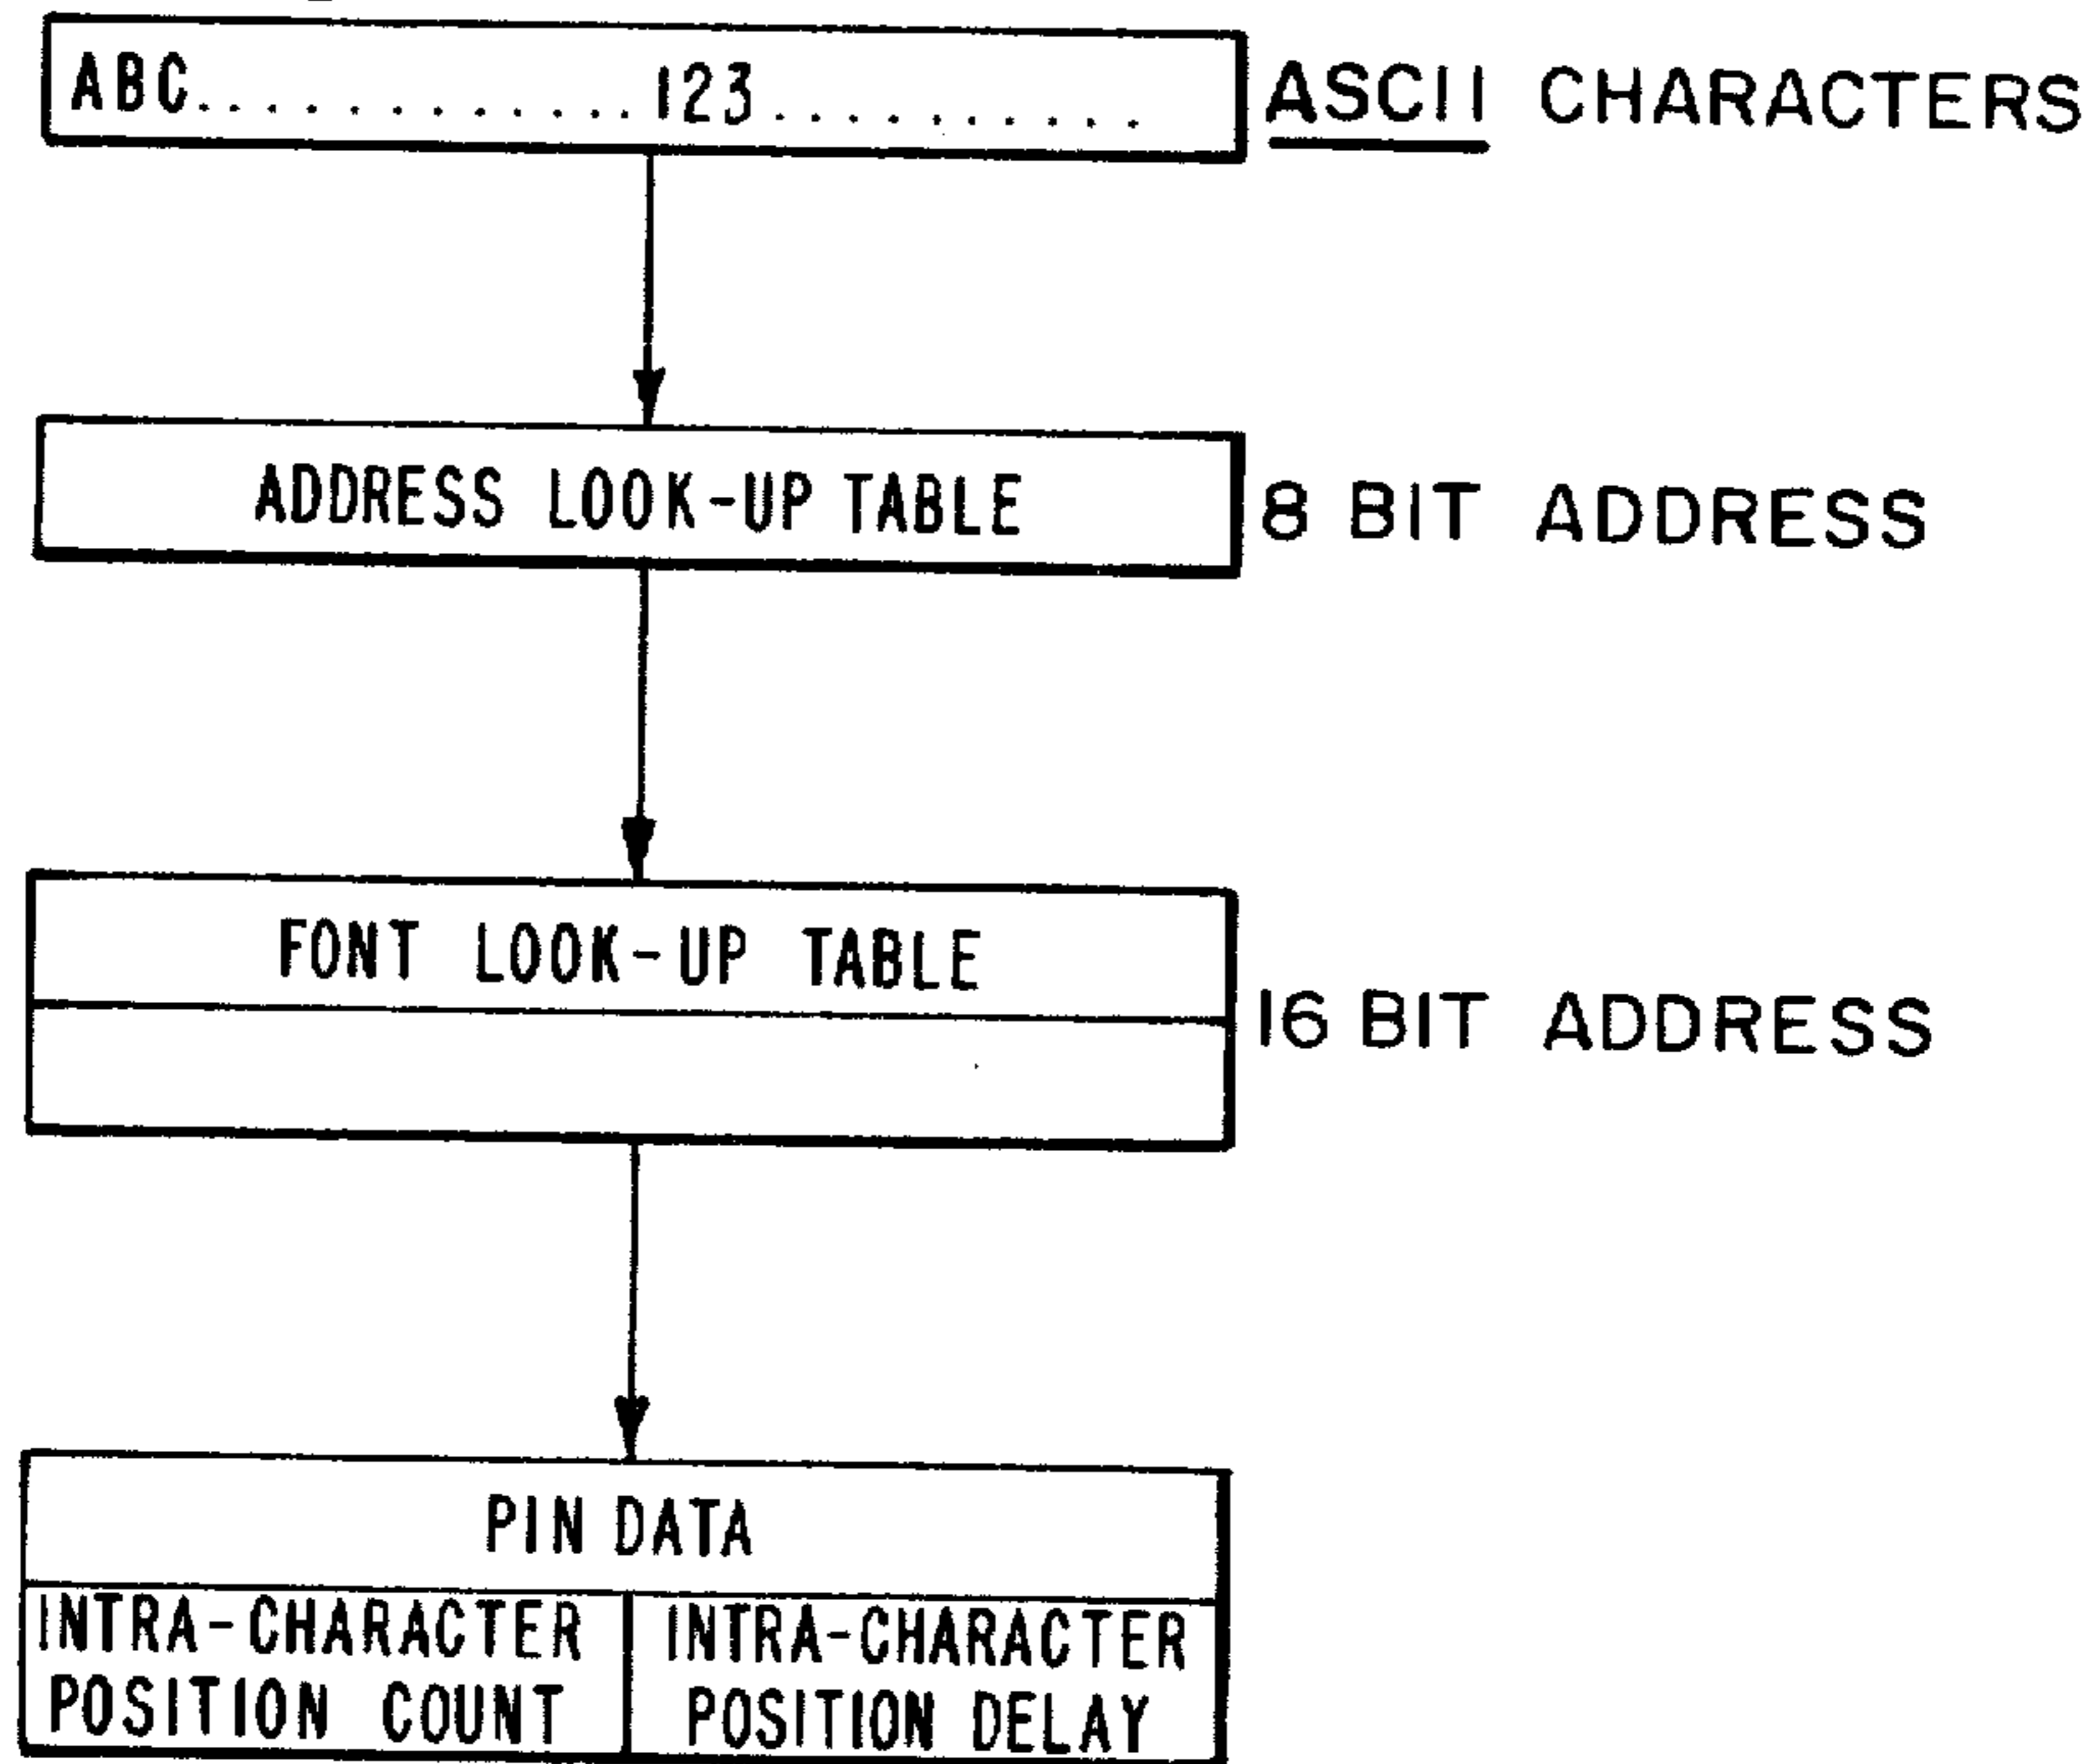 ABC.............123.......... ASCII CHARACTERS
ADDRESS LOOK-UP TABLE 8 BIT ADDRESS
FONT LOOK-UP TABLE
16 BIT ADDRESS
PIN DATA
INTRA-CHARACTER INTRA-CHARACTER
POSITION COUNT POSITION DELAY